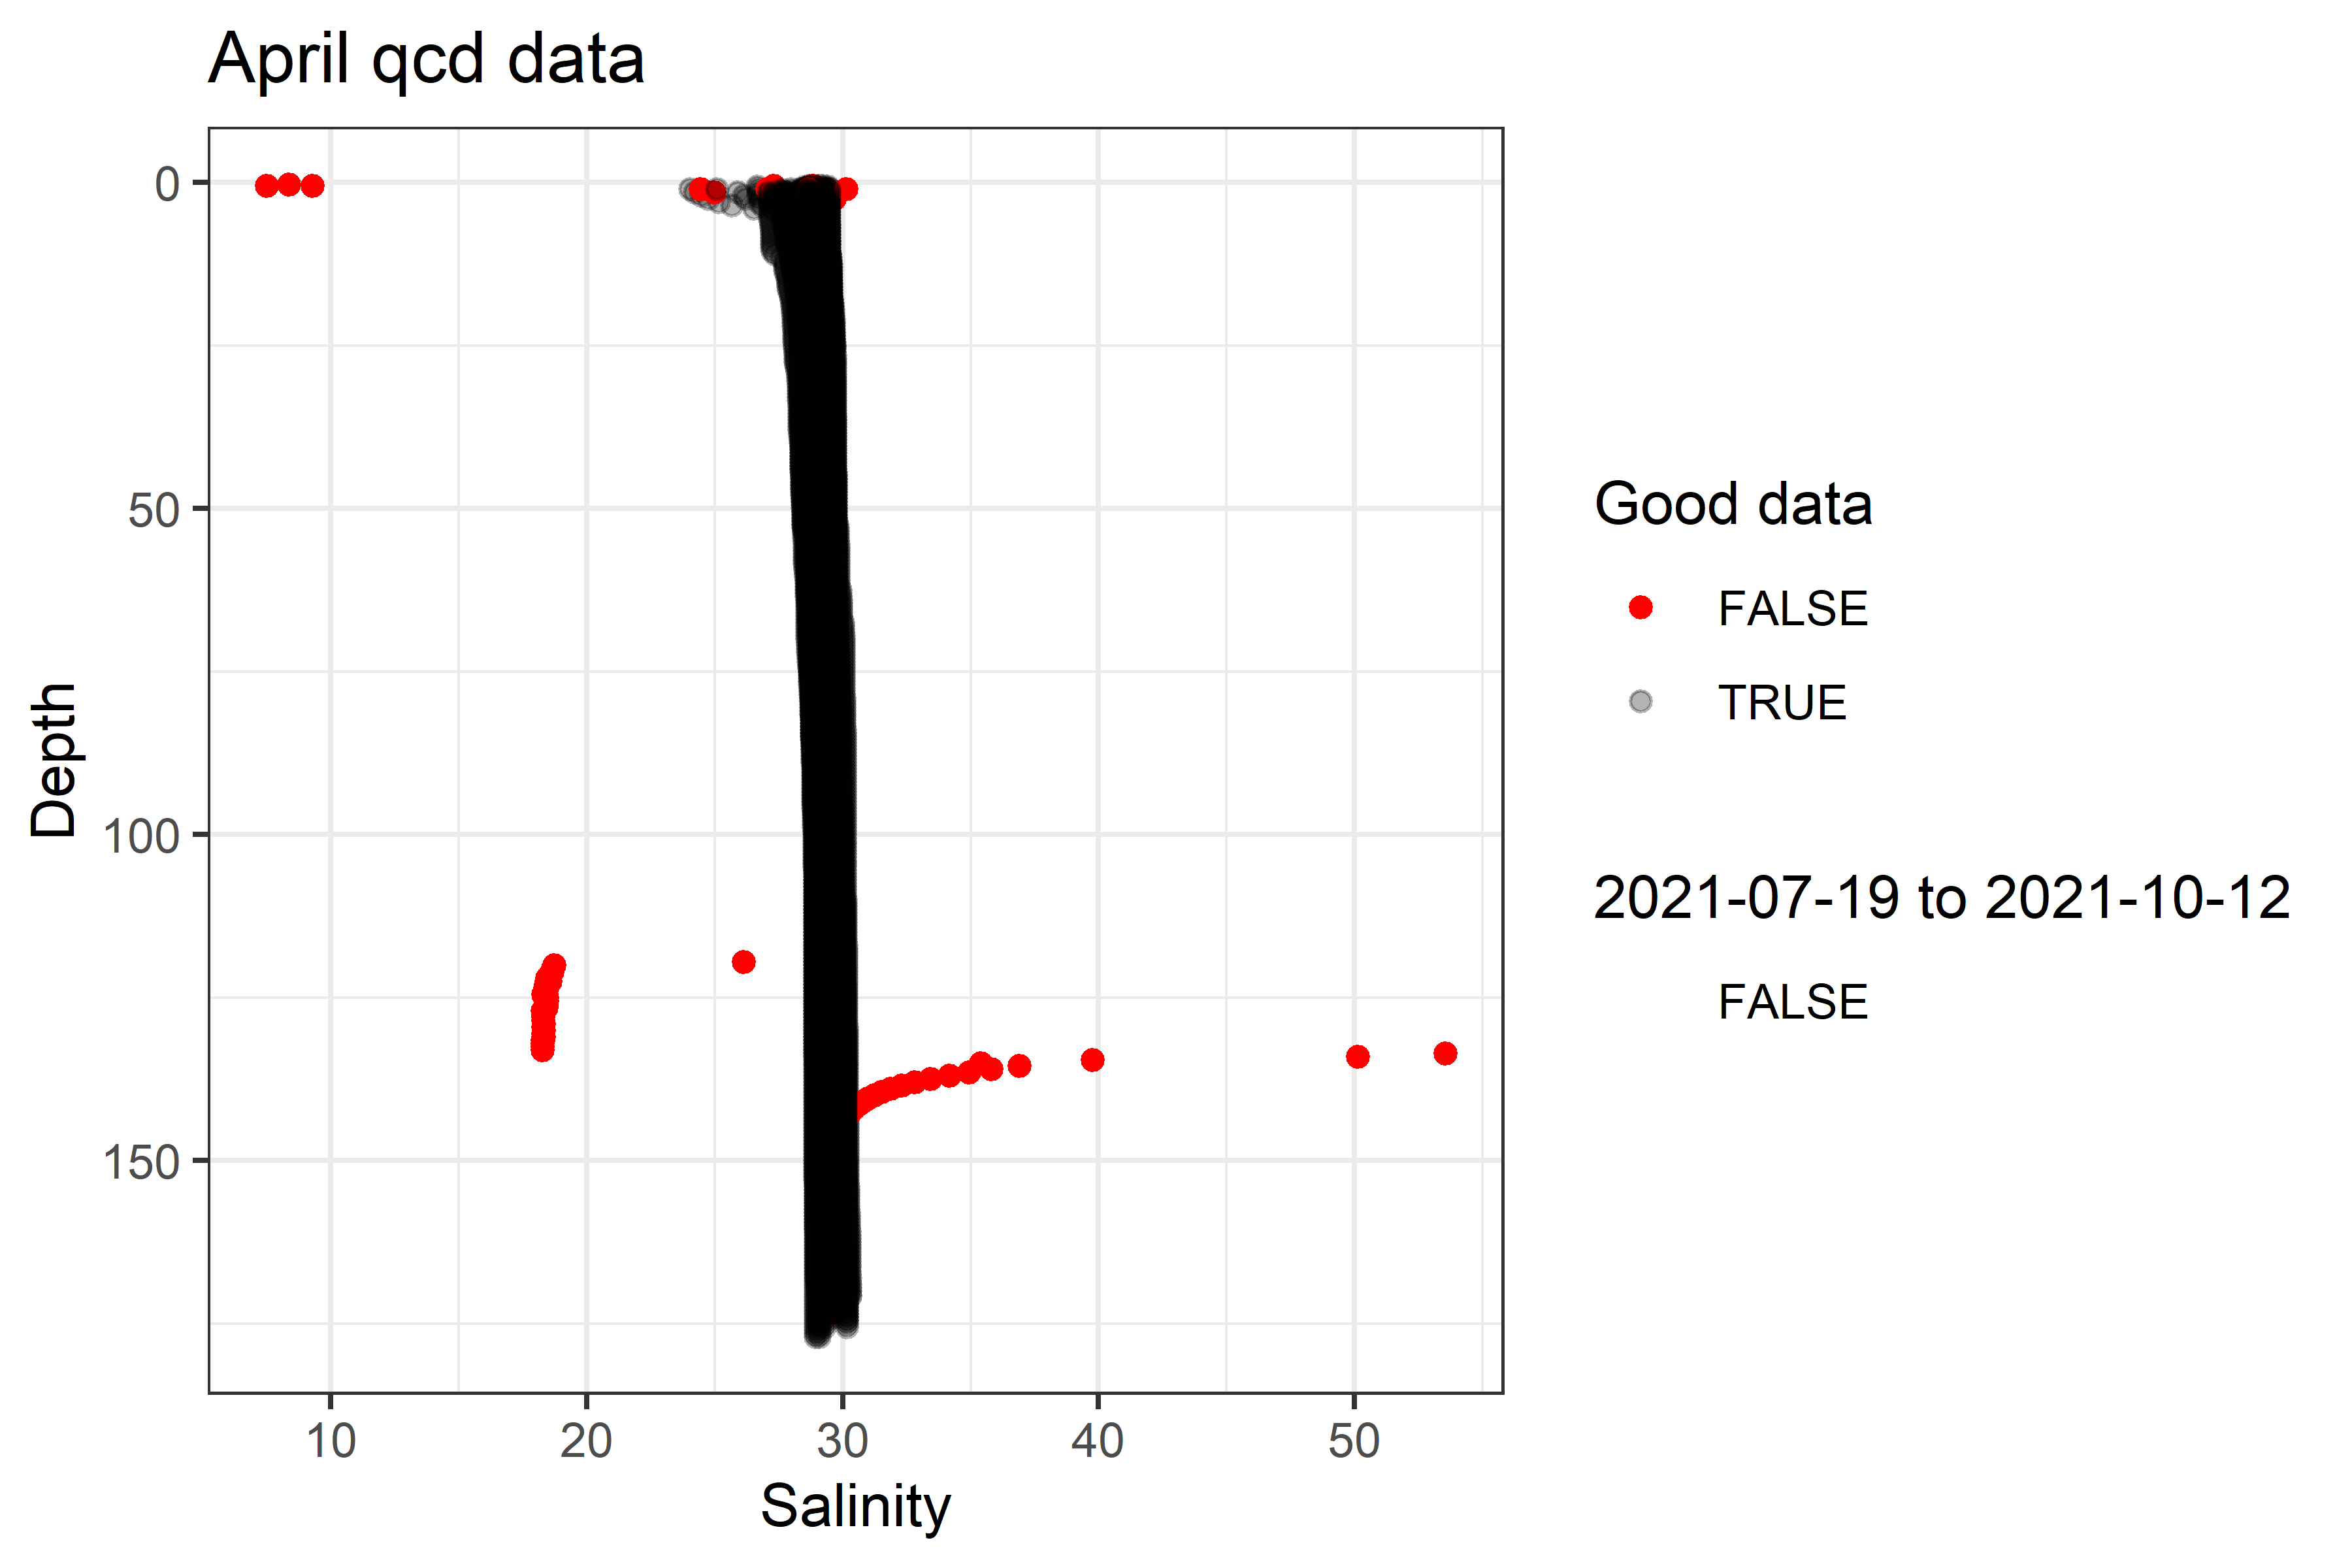 April qcd data
0
50
100
150
Depth
10 20 30 40 50
Salinity
Good data
FALSE
TRUE
2021-07-19 to 2021-10-12
FALSE